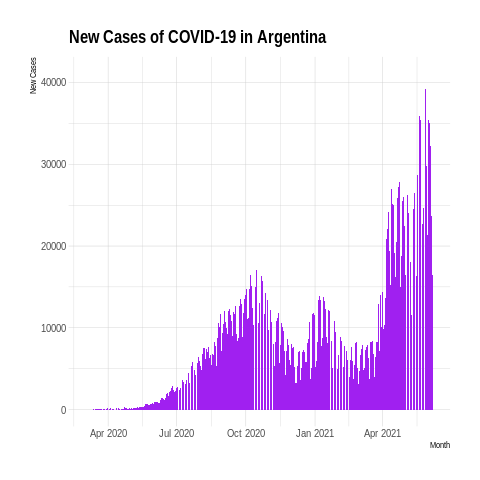 New Cases of COVID-19 in Argentina
New Cases
40000
30000
20000
10000
0
Apr 2020 Jul 2020 Oct 2020 Jan 2021 Apr 2021
Month